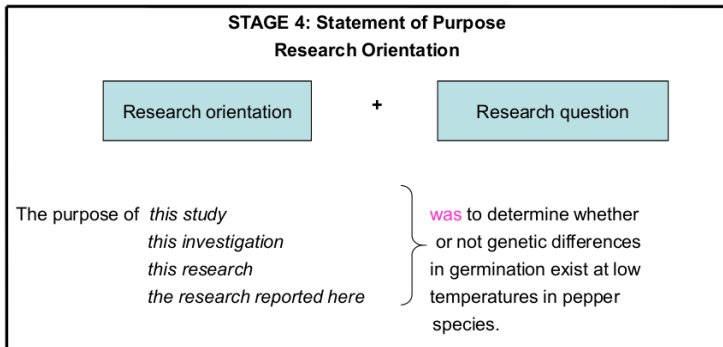 STAGE 4: Statement of Purpose
Research Orientation
Research orientation + Research question
The purpose of this study
this investigation
this research
the research reported here
was to determine whether
or not genetic differences
in germination exist at low
temperatures in pepper
species.